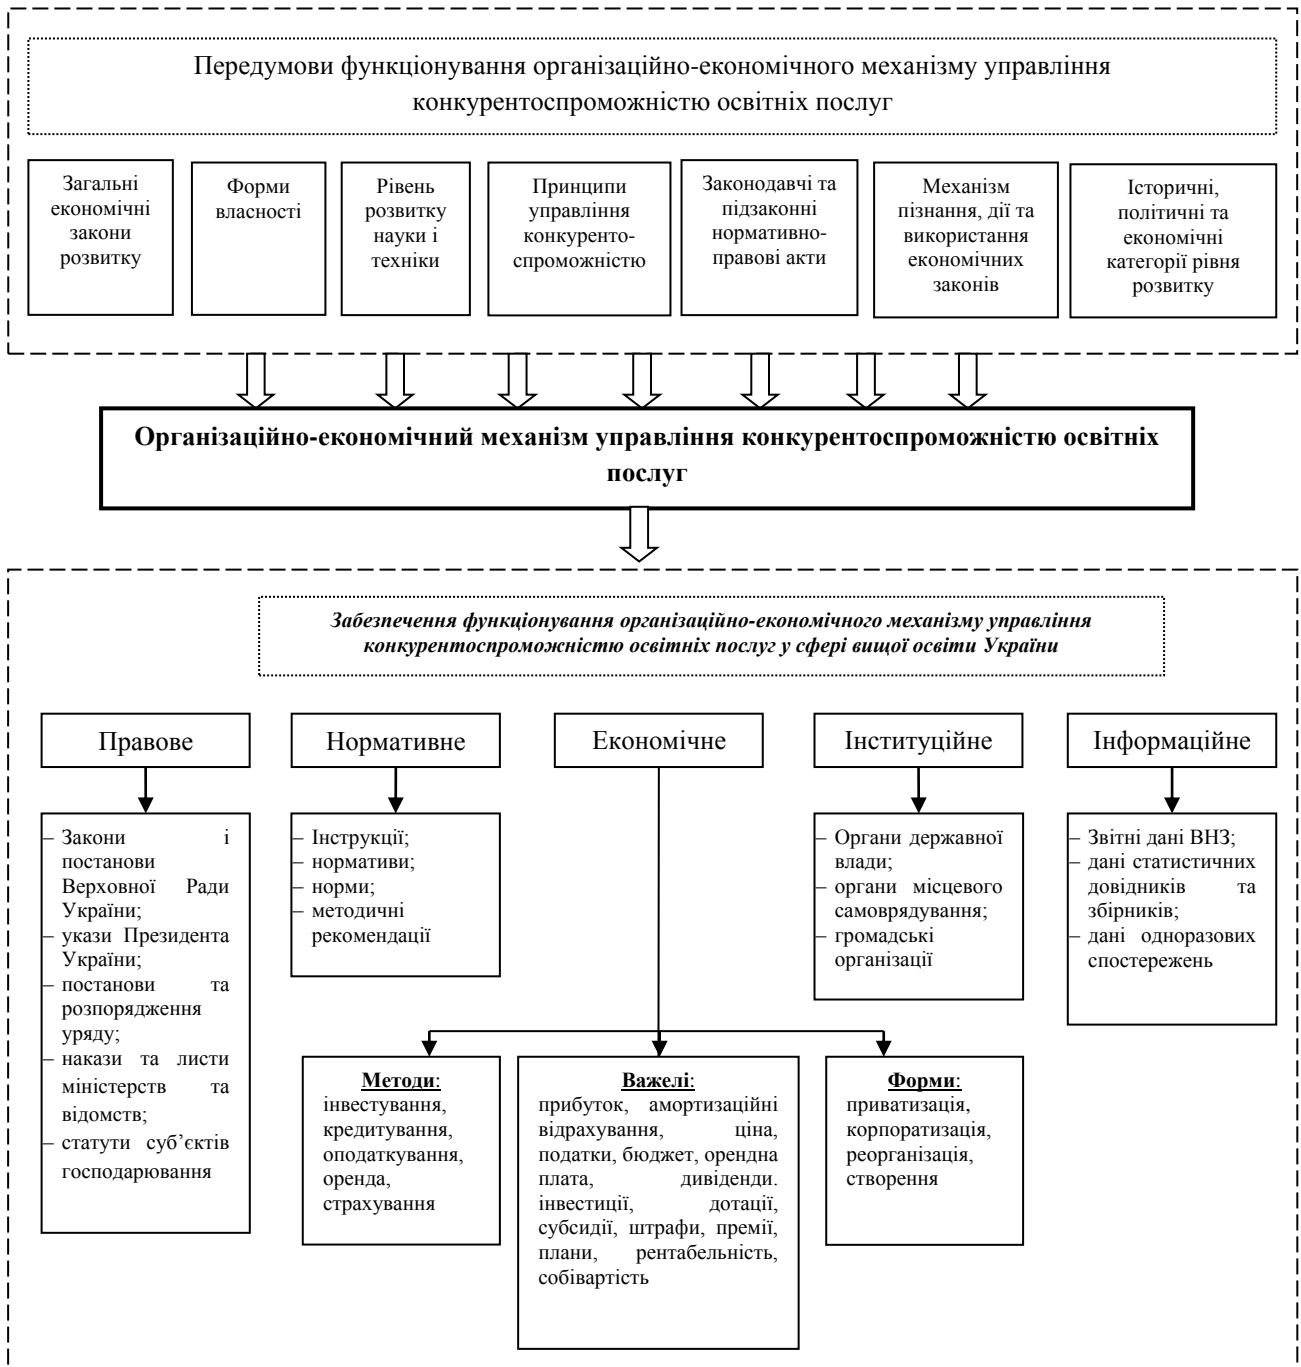 Передумови функціонування організаційно-економічного механізму управління
конкурентоспроможністю освітніх послуг
Загальні
економічні
закони
розвитку
Форми
власності
Рівень
розвитку
науки і
техніки
Принципи
управління
конкуренто-
спроможністю
Законодавчі та
підзаконні
нормативно-
правові акти
Механізм
пізнання, дії та
використання
економічних
законів
Історичні,
політичні та
економічні
категорії рівня
розвитку
Організаційно-економічний механізм управління конкурентоспроможністю освітніх
послуг
Забезпечення функціонування організаційно-економічного механізму управління
конкурентоспроможністю освітніх послуг у сфері вищої освіти України
Правове
Нормативне
Економічне
Інституційне
Інформаційне
– Закони і
постанови
Верховної Ради
України;
– укази Президента
України;
– постанови та
розпорядження
уряду;
– накази та листи
міністерств та
відомств;
– статути суб’єктів
господарювання
– Інструкції;
– нормативи;
– норми;
– методичні
рекомендації
– Органи державної
влади;
– органи місцевого
самоврядування;
– громадські
організації
– Звітні дані ВНЗ;
– дані статистичних
довідників та
збірників;
– дані одноразових
спостережень
Методи:
інвестування,
кредитування,
оподаткування,
оренда,
страхування
Важелі:
прибуток, амортизаційні
відрахування, ціна,
податки, бюджет, орендна
плата, дивіденди.
інвестиції, дотації,
субсидії, штрафи, премії,
плани, рентабельність,
собівартість
Форми:
приватизація,
корпоратизація,
реорганізація,
створення